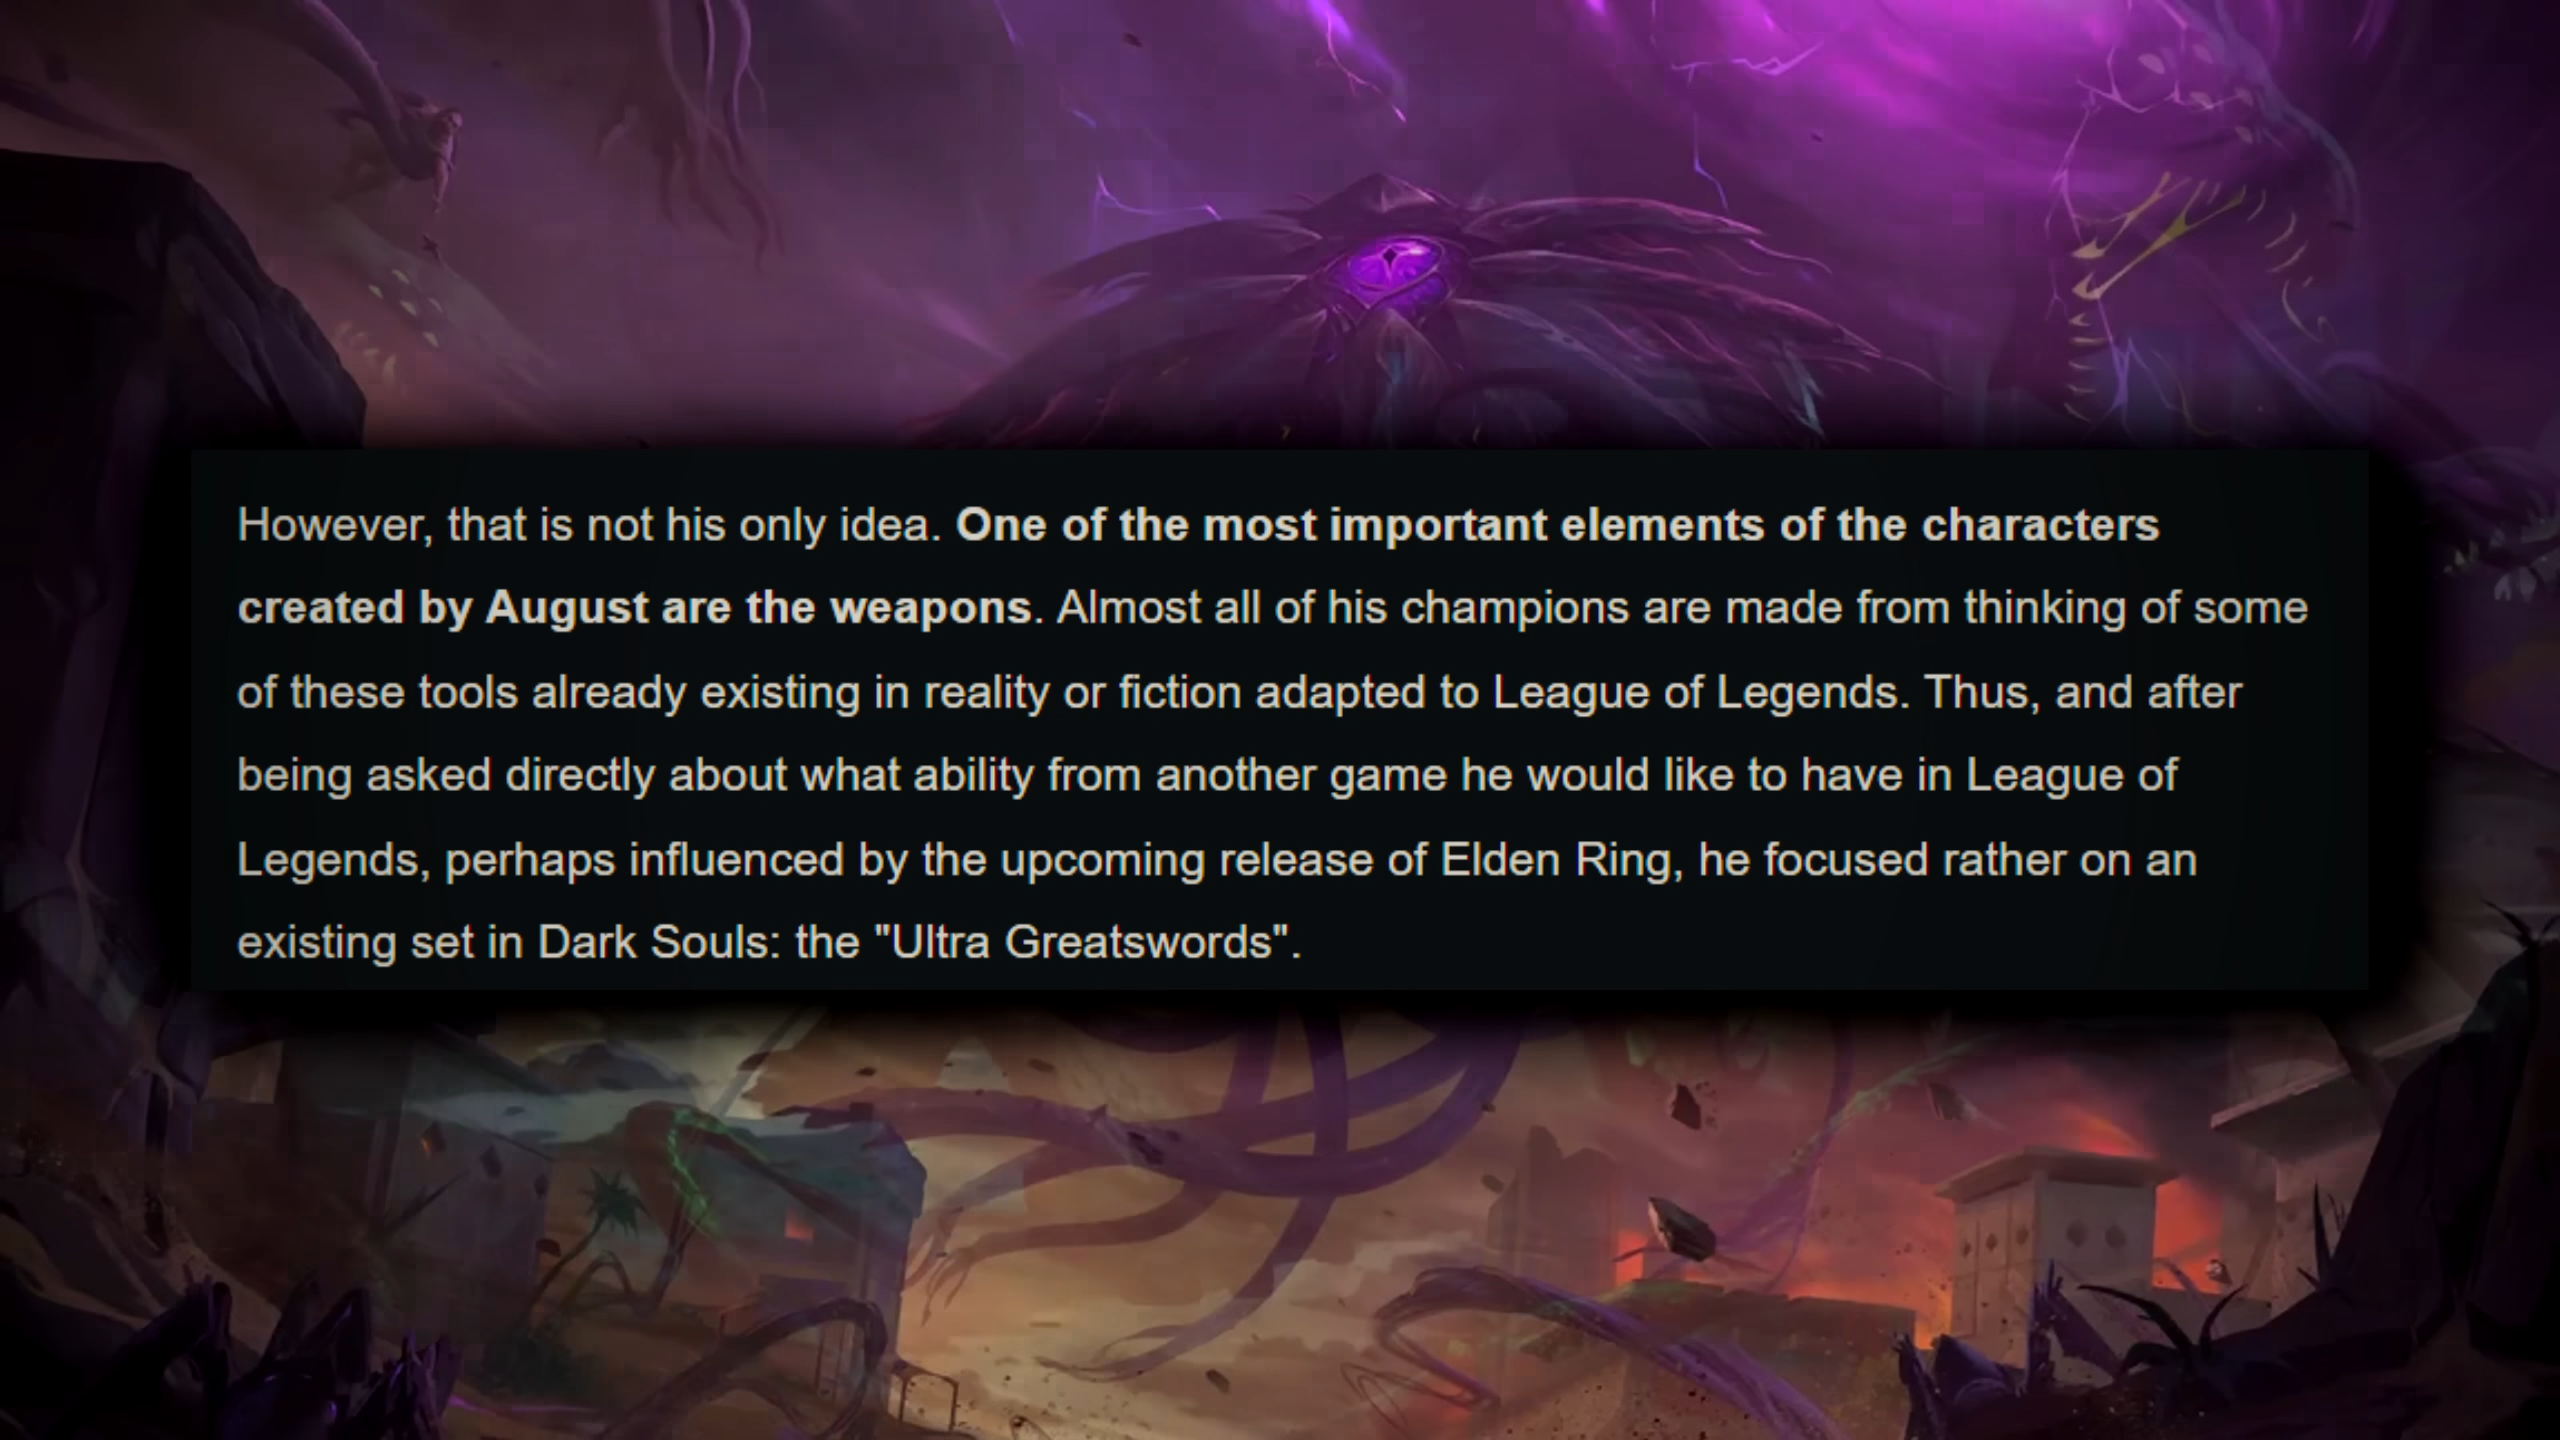 However, that is not his only idea. One of the most important elements of the characters
created by August are the weapons. Almost all of his champions are made from thinking of some
of these tools already existing in reality or fiction adapted to League of Legends. Thus, and after
being asked directly about what ability from another game he would like to have in League of
Legends, perhaps influenced by the upcoming release of Elden Ring, he focused rather on an
existing set in Dark Souls: the "Ultra Greatswords".